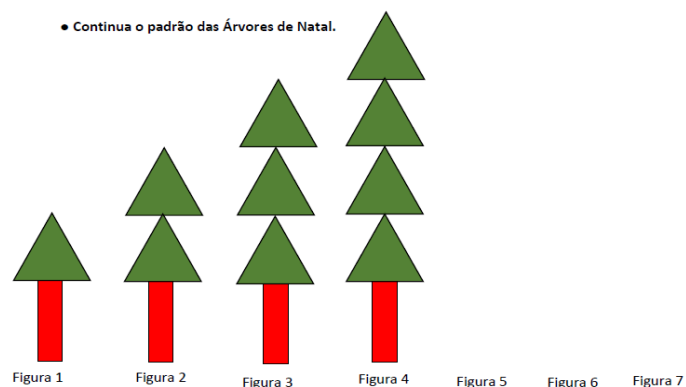 ● Continua o padrão das Árvores de Natal.
Figura 1 Figura 2 Figura 3 Figura 4 Figura 5 Figura 6 Figura 7